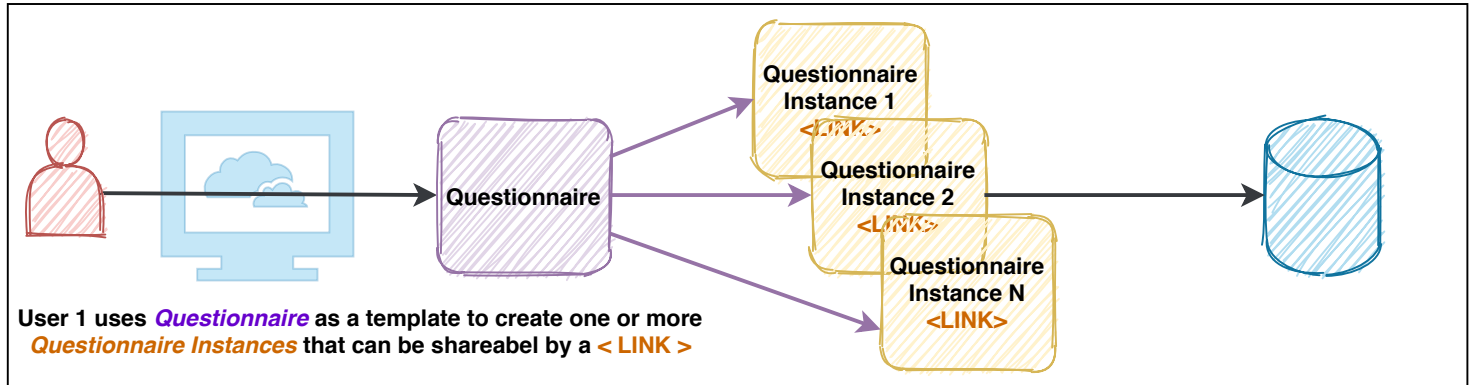 Questionnaire
Instance 1
<LINK>
Questionnaire
Questionnaire
Instance 2
<LINK>
Questionnaire
Instance N
<LINK>
User 1 uses Questionnaire as a template to create one or more
Questionnaire Instances that can be shareabel by a < LINK >